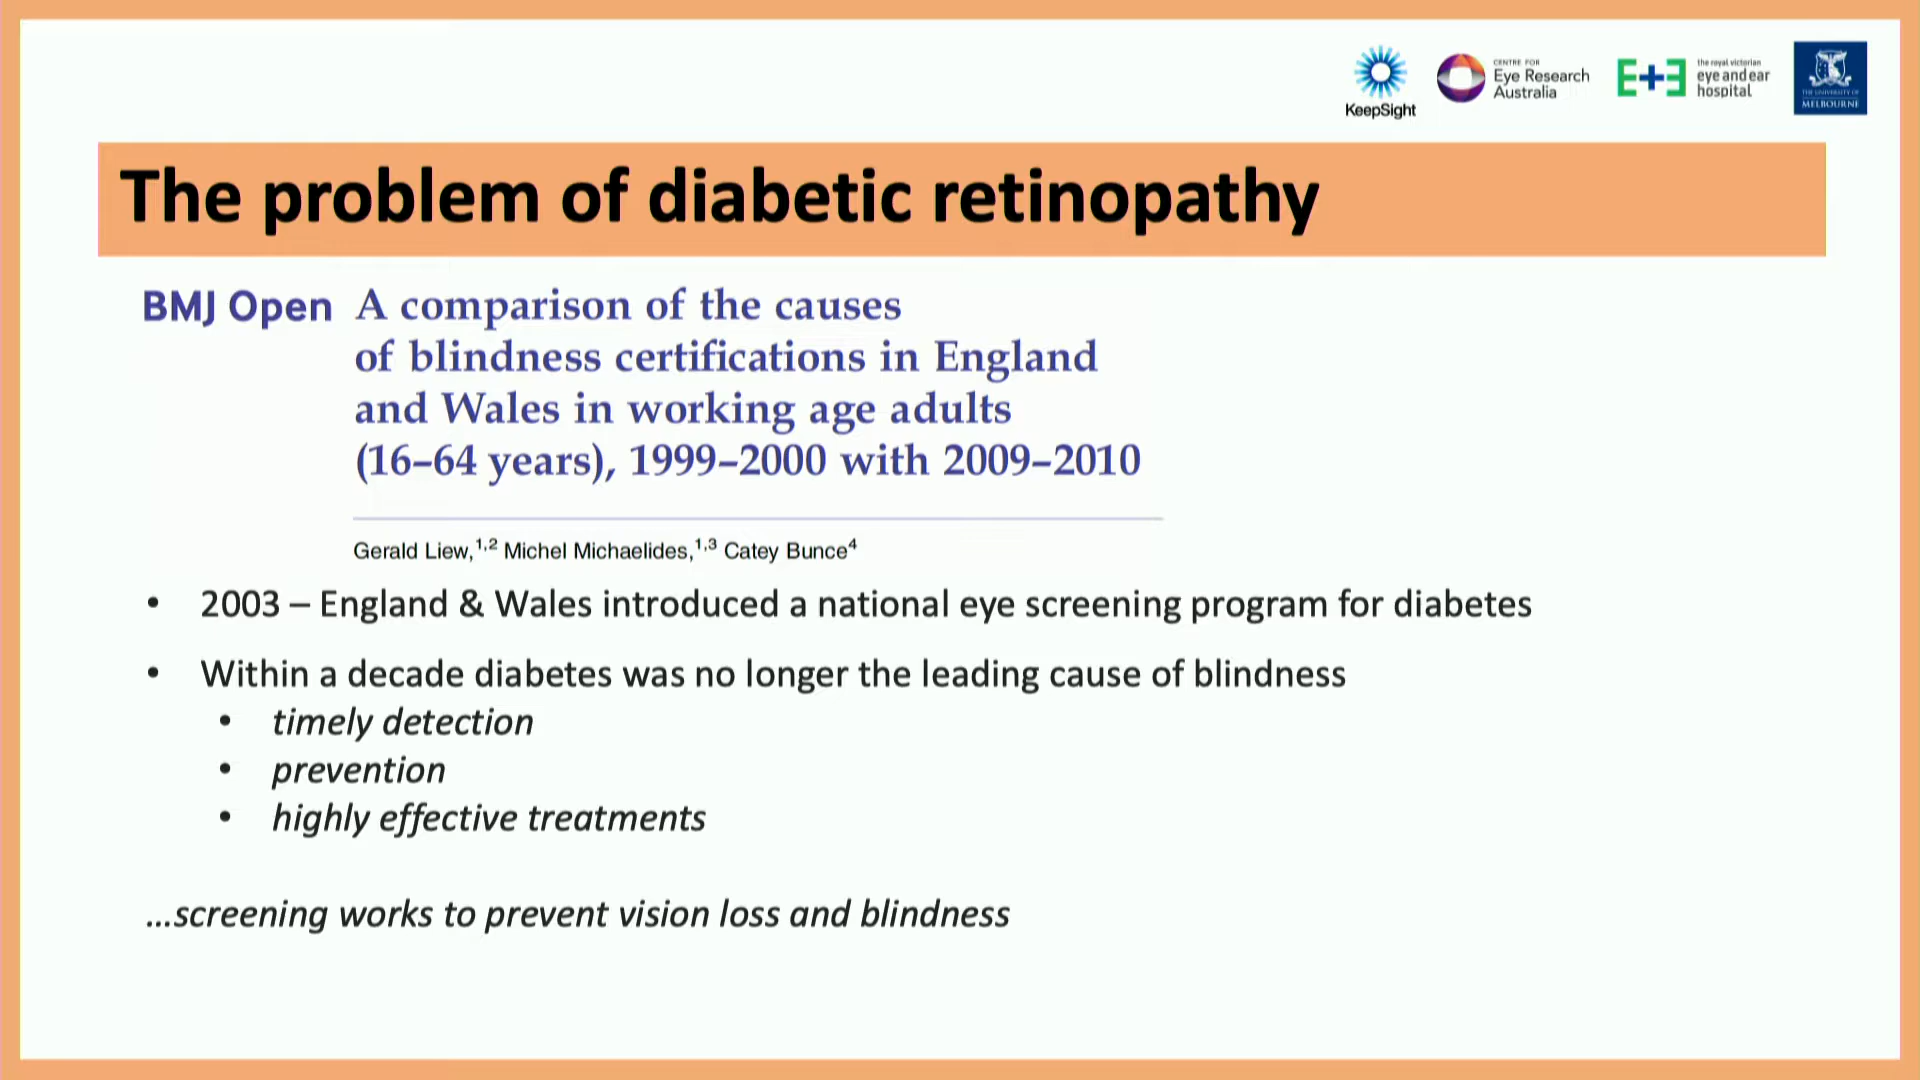 KeepSight
CENTRE FOR
Eye Research
Australia
the royal victorian
eye and ear
hospital
THE UNIVERSITY OF
MELBOURNE
The problem of diabetic retinopathy
BMJ Open A comparison of the causes
of blindness certifications in England
and Wales in working age adults
(16–64 years), 1999–2000 with 2009–2010
Gerald Liew,1,2 Michel Michaelides,1,3 Catey Bunce4
• 2003 – England & Wales introduced a national eye screening program for diabetes
• Within a decade diabetes was no longer the leading cause of blindness
• timely detection
• prevention
• highly effective treatments
...screening works to prevent vision loss and blindness